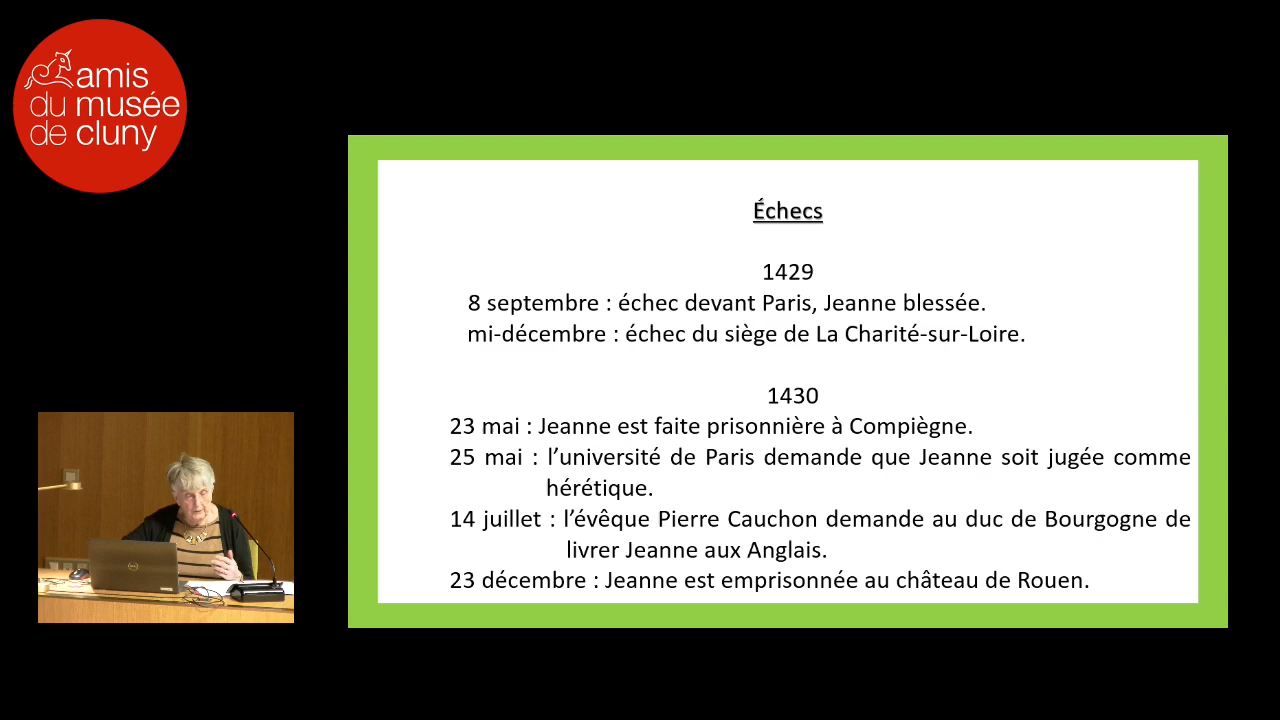 amis
du musée
de cluny
Échecs
1429
8 septembre : échec devant Paris, Jeanne blessée.
mi-décembre : échec du siège de La Charité-sur-Loire.
1430
23 mai : Jeanne est faite prisonnière à Compiègne.
25 mai : l’université de Paris demande que Jeanne soit jugée comme
hérétique.
14 juillet : l’évêque Pierre Cauchon demande au duc de Bourgogne de
livrer Jeanne aux Anglais.
23 décembre : Jeanne est emprisonnée au château de Rouen.